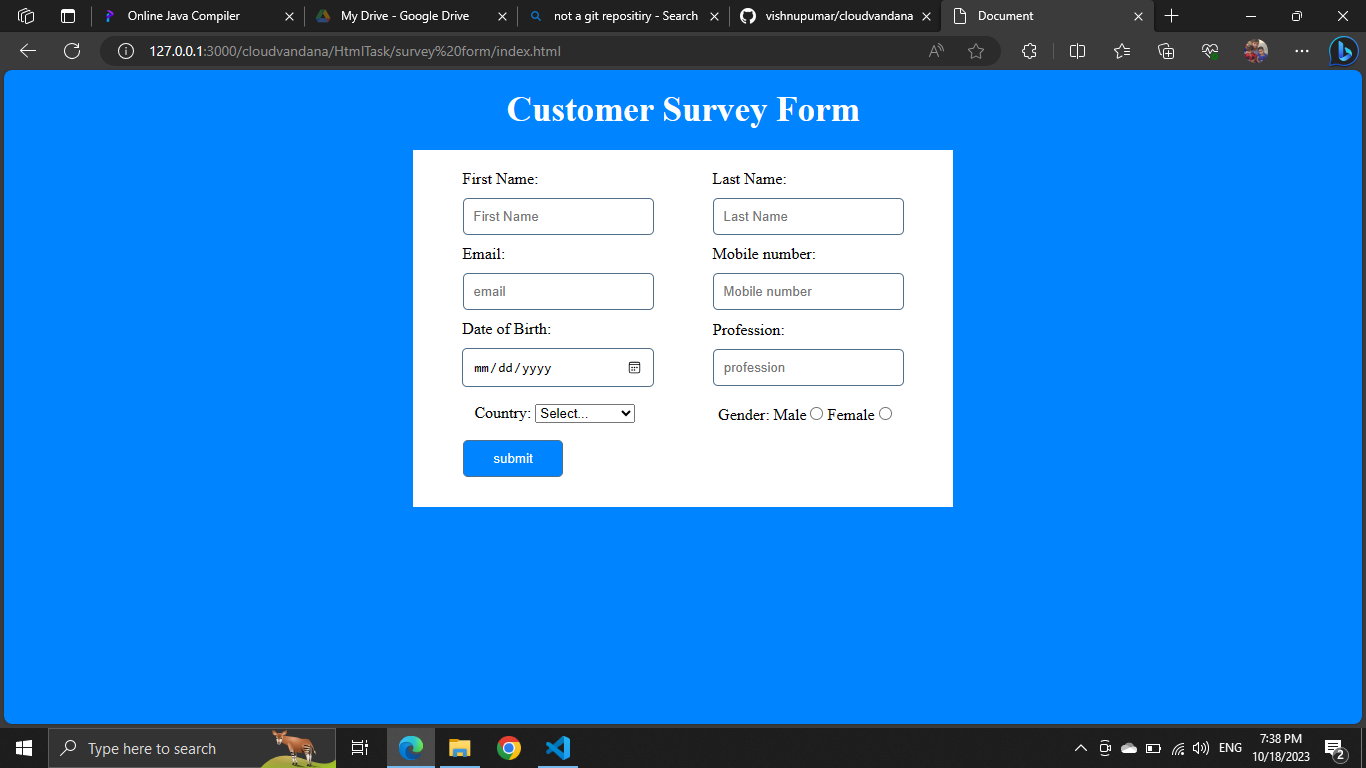 Online Java Compiler My Drive - Google Drive not a git repositiry - Search vishnupumar/cloudvandana Document
127.0.0.1:3000/cloudvandana/HtmlTask/survey%20form/index.html
Customer Survey Form
First Name: Last Name:
First Name Last Name
Email: Mobile number:
email Mobile number
Date of Birth: Profession:
mm/dd/yyyy profession
Country: Select... Gender: Male Female
submit
Type here to search ENG 7:38 PM
10/18/2023 2